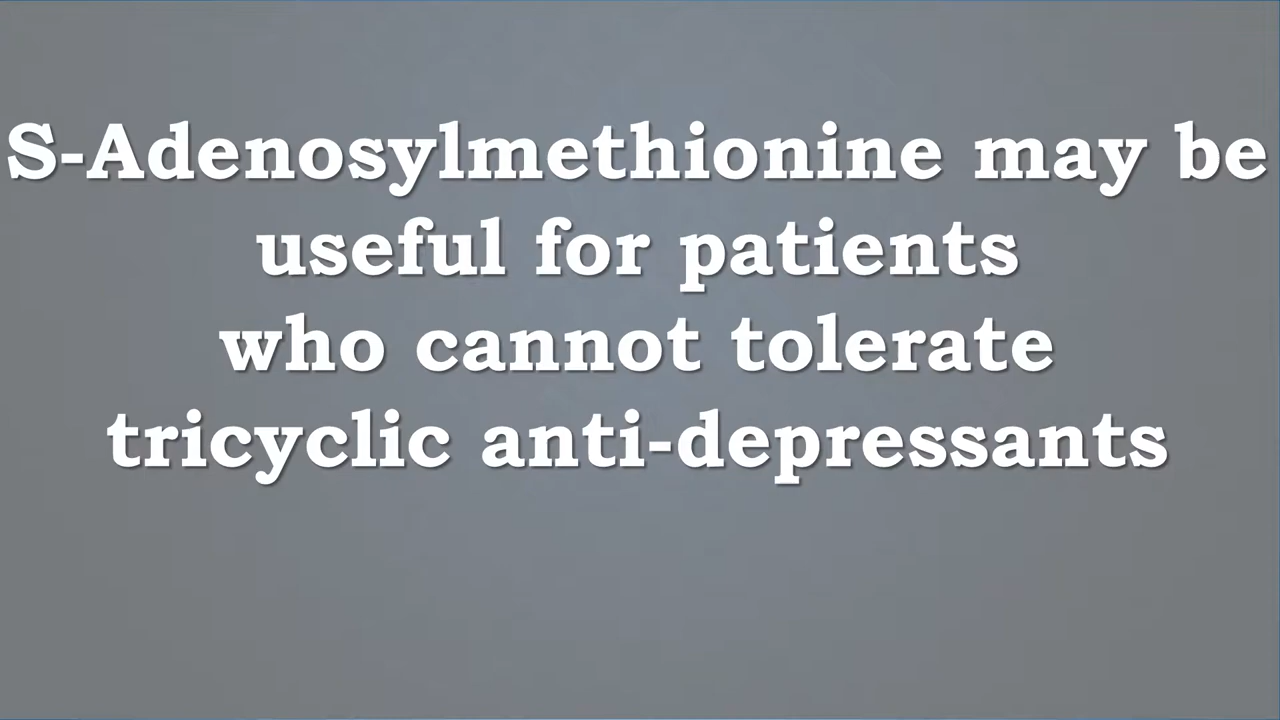 S-Adenosylmethionine may be
useful for patients
who cannot tolerate
tricyclic anti-depressants